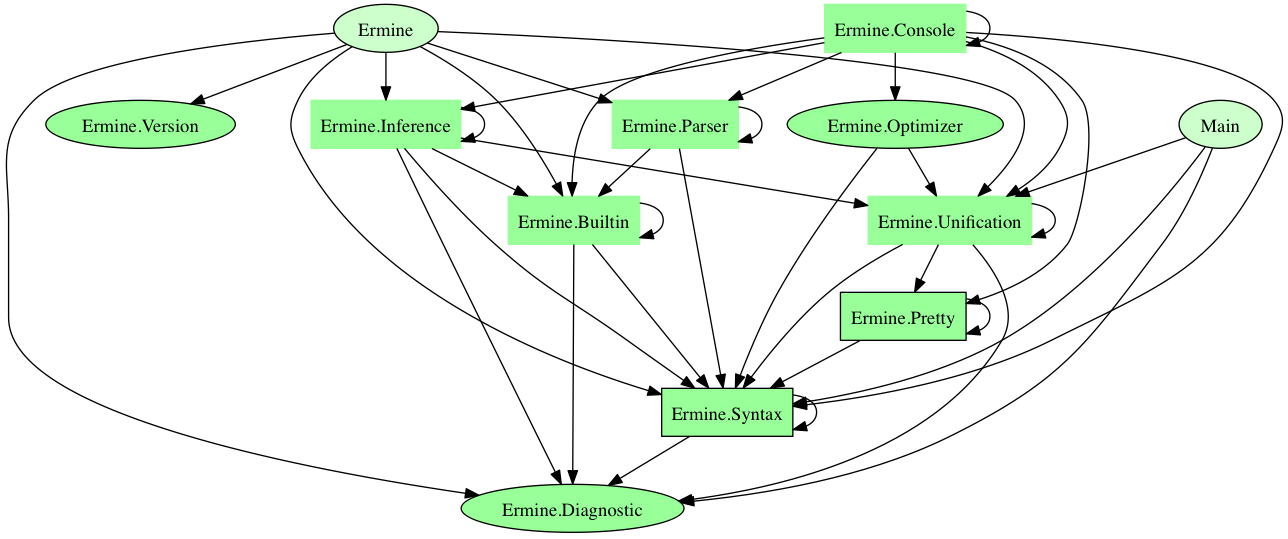 Ermine
Ermine.Console
Ermine.Version
Ermine.Inference
Ermine.Parser
Ermine.Optimizer
Main
Ermine.Builtin
Ermine.Unification
Ermine.Pretty
Ermine.Syntax
Ermine.Diagnostic